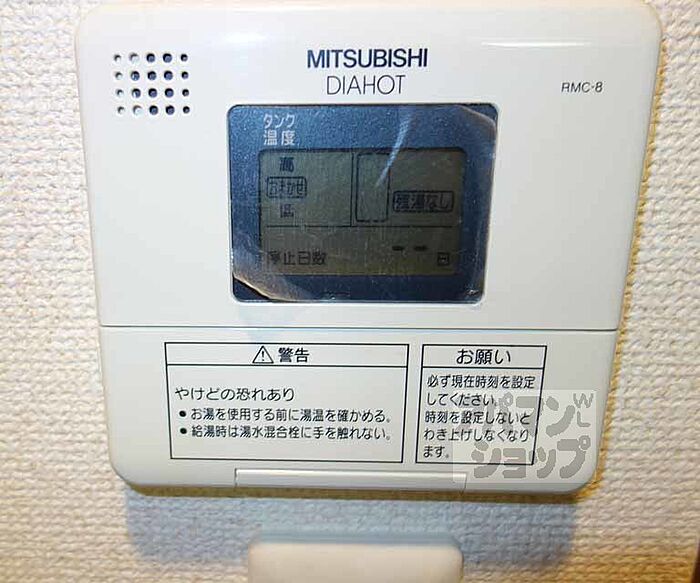 MITSUBISHI
DIAHOT
RMC-8
タンク
温度
高
おまかせ
低
残湯なし
停止日数
-- 日
⚠ 警告
やけどの恐れあり
● お湯を使用する前に湯温を確かめる。
● 給湯時は湯水混合栓に手を触れない。
お願い
必ず現在時刻を設定
してください。
時刻を設定しないと
わき上げしなくなり
ます。
ショップ